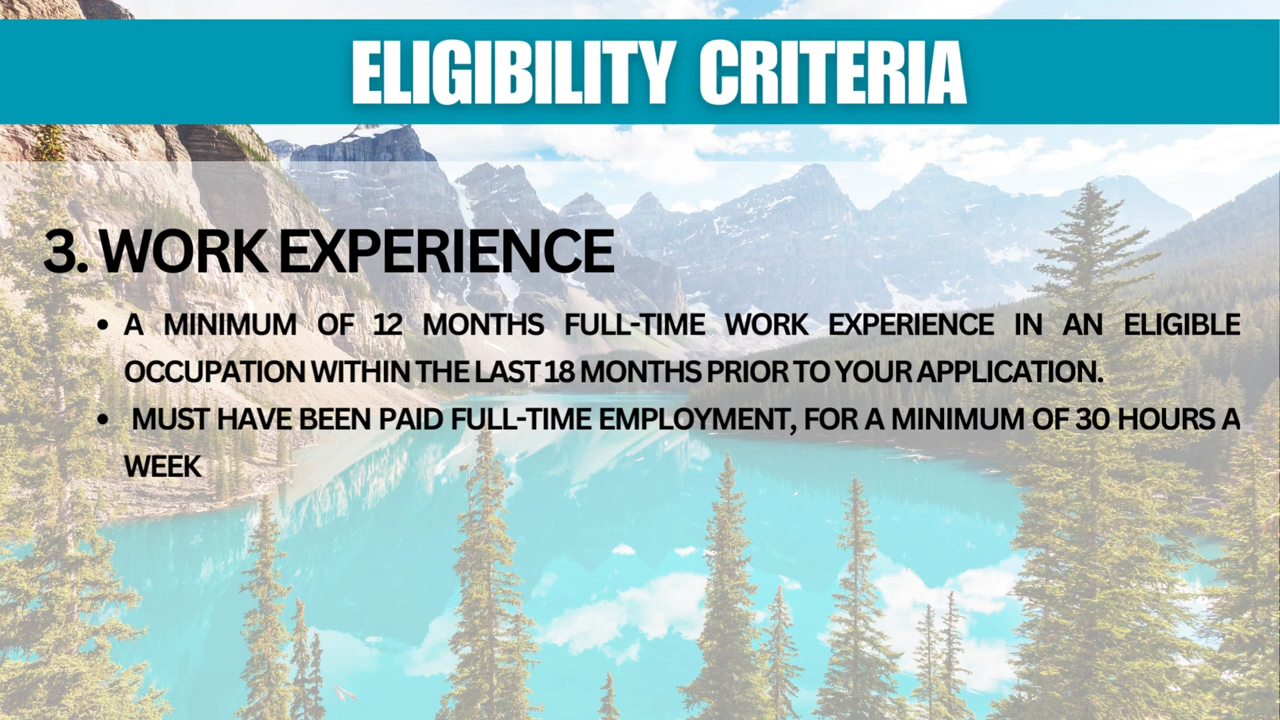 ELIGIBILITY CRITERIA
3. WORK EXPERIENCE
• A MINIMUM OF 12 MONTHS FULL-TIME WORK EXPERIENCE IN AN ELIGIBLE
OCCUPATION WITHIN THE LAST 18 MONTHS PRIOR TO YOUR APPLICATION.
• MUST HAVE BEEN PAID FULL-TIME EMPLOYMENT, FOR A MINIMUM OF 30 HOURS A
WEEK